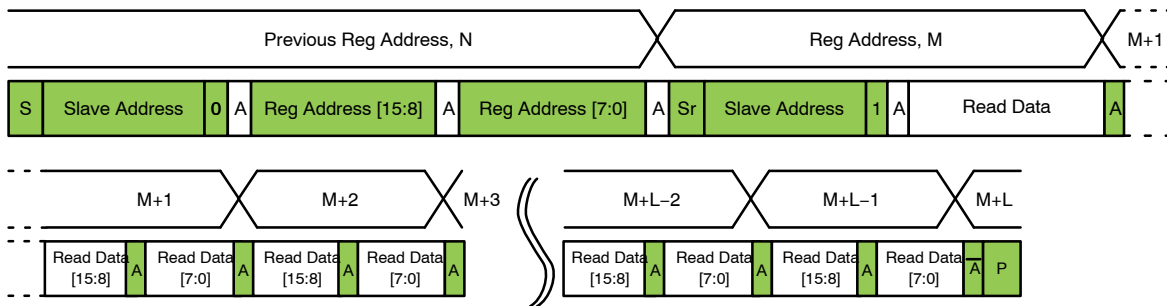 Previous Reg Address, N Reg Address, M M+1
S Slave Address 0 A Reg Address [15:8] A Reg Address [7:0] A Sr Slave Address 1 A Read Data A
M+1 M+2 M+3 M+L−2 M+L−1 M+L
Read Data [15:8] A Read Data [7:0] A Read Data [15:8] A Read Data [7:0] A Read Data [15:8] A Read Data [7:0] A Read Data [15:8] A Read Data [7:0] A̅ P